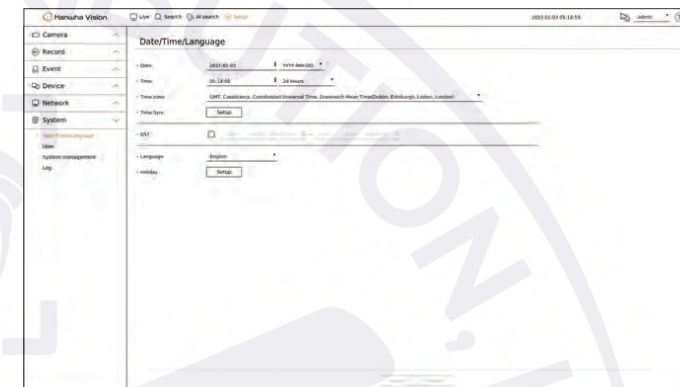 Hanwha Vision Live Search AI search Setup 2023-01-03 05:18:59 admin
Camera
Date/Time/Language
Record
Event
Date 2023-01-03 YYYY-MM-DD
Device
Time 05:18:00 24 Hours
Network
Time zone GMT, Casablanca, Coordinated Universal Time, Greenwich Mean Time(Dublin, Edinburgh, Lisbon, London)
System
Time Sync. Setup
Date/Time/Language
DST
User
System management
Language English
Log
Holiday Setup
UTION,